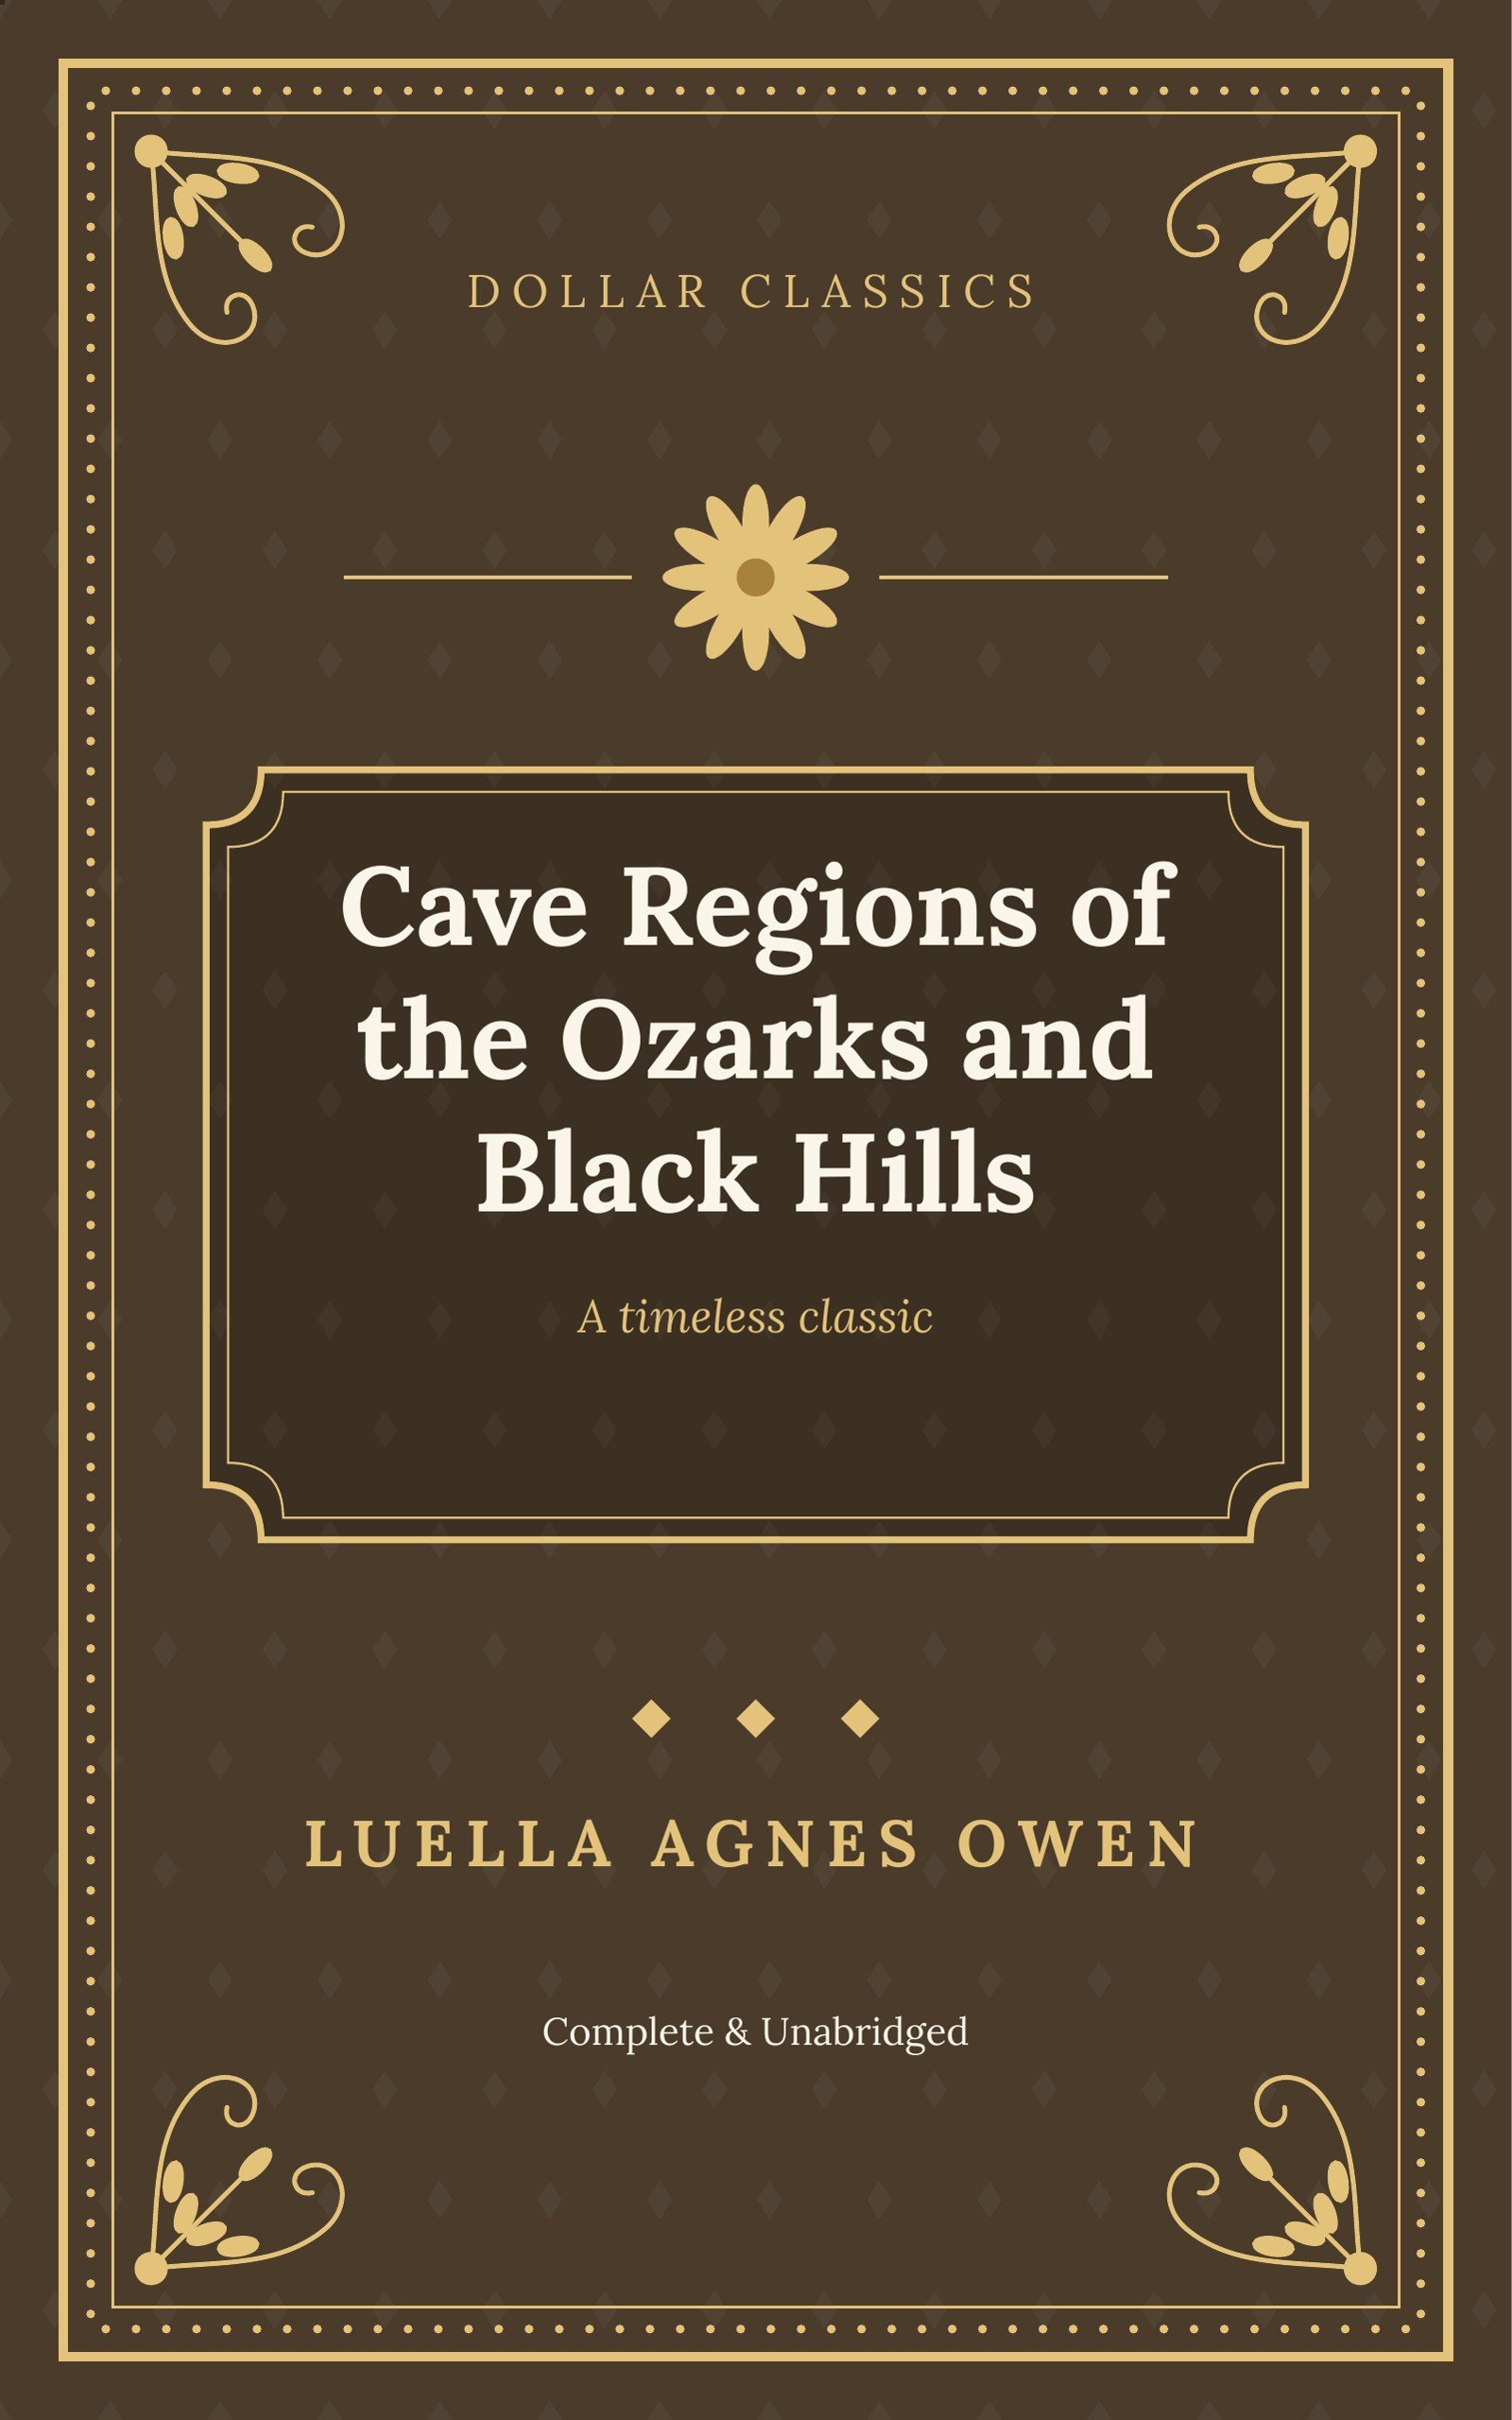 DOLLAR CLASSICS
Cave Regions of
the Ozarks and
Black Hills
A timeless classic
LUELLA AGNES OWEN
Complete & Unabridged